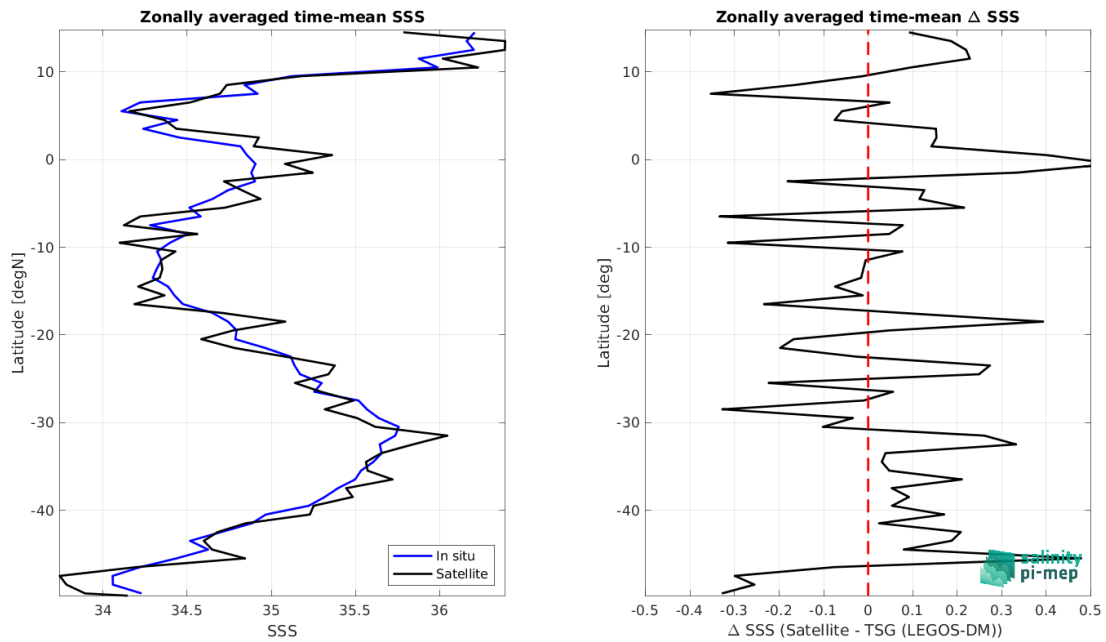 Zonally averaged time-mean SSS
10
0
-10
-20
-30
-40
Latitude [degN]
34
34.5
35
35.5
36
SSS
In situ
Satellite
Zonally averaged time-mean Δ SSS
10
0
-10
-20
-30
-40
Latitude [deg]
-0.5
-0.4
-0.3
-0.2
-0.1
0
0.1
0.2
0.3
0.4
0.5
Δ SSS (Satellite - TSG (LEGOS-DM))
salinity
pi-mep